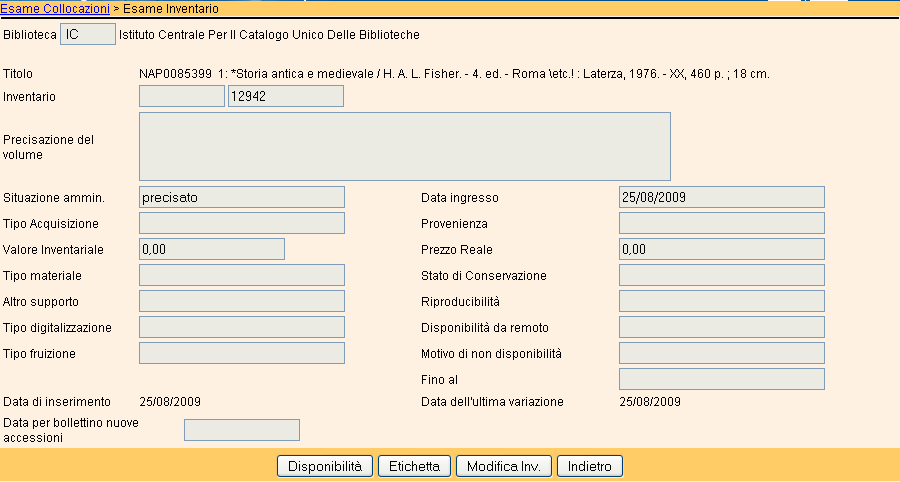 Esame Collocazioni > Esame Inventario
Biblioteca IC Istituto Centrale Per Il Catalogo Unico Delle Biblioteche
Titolo NAP0085399 1: *Storia antica e medievale / H. A. L. Fisher. - 4. ed. - Roma \etc.! : Laterza, 1976. - XX, 460 p. ; 18 cm.
Inventario 12942
Precisazione del
volume
Situazione ammin. precisato Data ingresso 25/08/2009
Tipo Acquisizione Provenienza
Valore Inventariale 0,00 Prezzo Reale 0,00
Tipo materiale Stato di Conservazione
Altro supporto Riproducibilità
Tipo digitalizzazione Disponibilità da remoto
Tipo fruizione Motivo di non disponibilità
Fino al
Data di inserimento 25/08/2009 Data dell'ultima variazione 25/08/2009
Data per bollettino nuove
accessioni
Disponibilità Etichetta Modifica Inv. Indietro